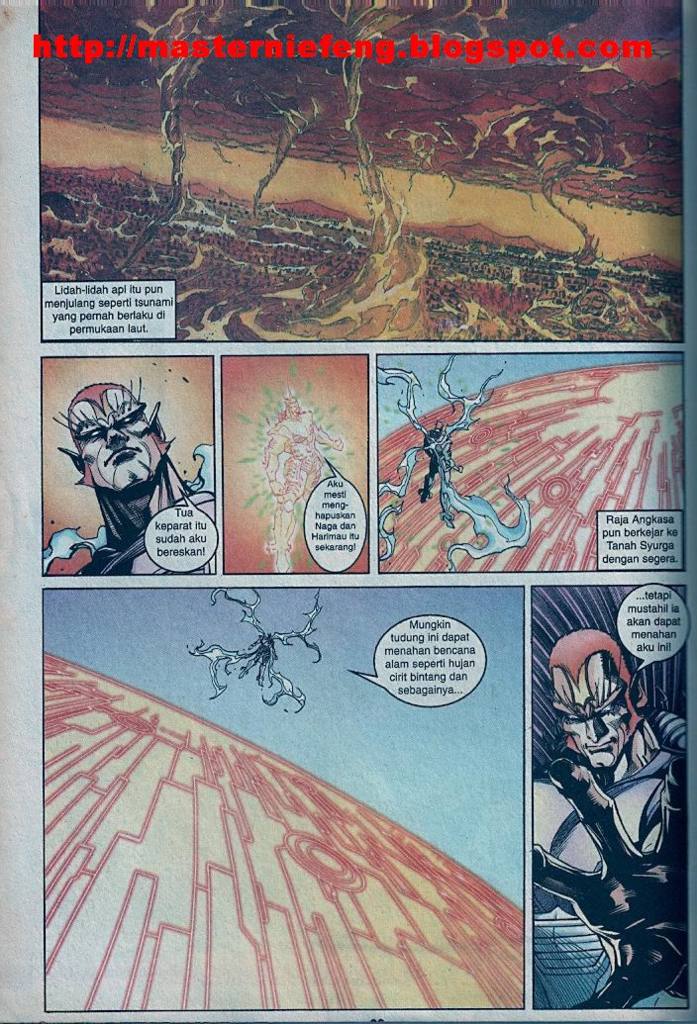 http://masterniefeng.blogspot.com
Lidah-lidah api itu pun
menjulang seperti tsunami
yang pernah berlaku di
permukaan laut.
Tua
keparat itu
sudah aku
bereskan!
Aku
mesti
meng-
hapuskan
Naga dan
Harimau itu
sekarang!
Raja Angkasa
pun berkejar ke
Tanah Syurga
dengan segera.
Mungkin
tudung ini dapat
menahan bencana
alam seperti hujan
cirit bintang dan
sebagainya...
...tetapi
mustahil ia
akan dapat
menahan
aku ini!